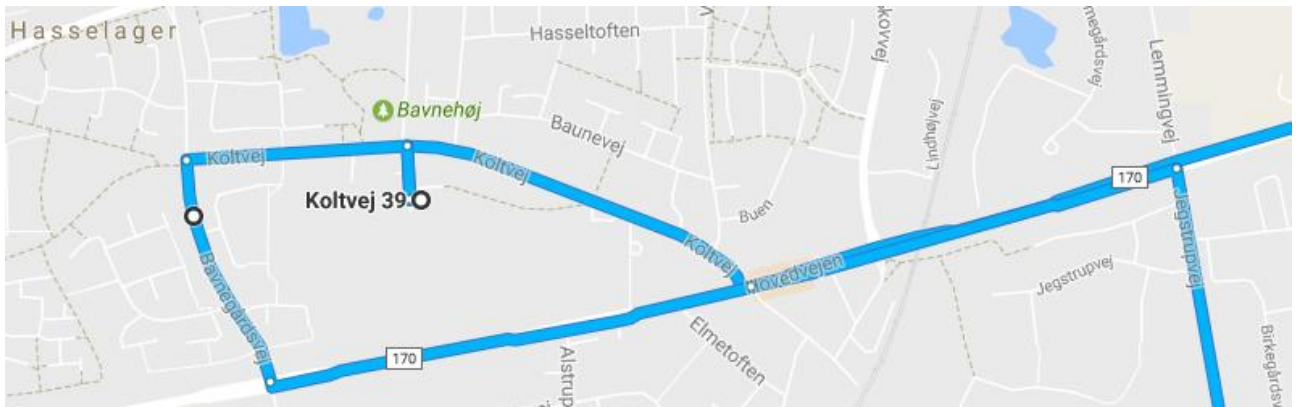 Hasselager
Hasseltoften
Bavnehøj
Baunevej
Koltvej
Koltvej
Koltvej 39
Koltvej
Bavnegårdsvej
Buen
Hovedvejen
170
170
Elmetoften
Alstrup
kovvej
Lindhøjvej
Lemmingvej
Jegstrupvej
Jegstrupvej